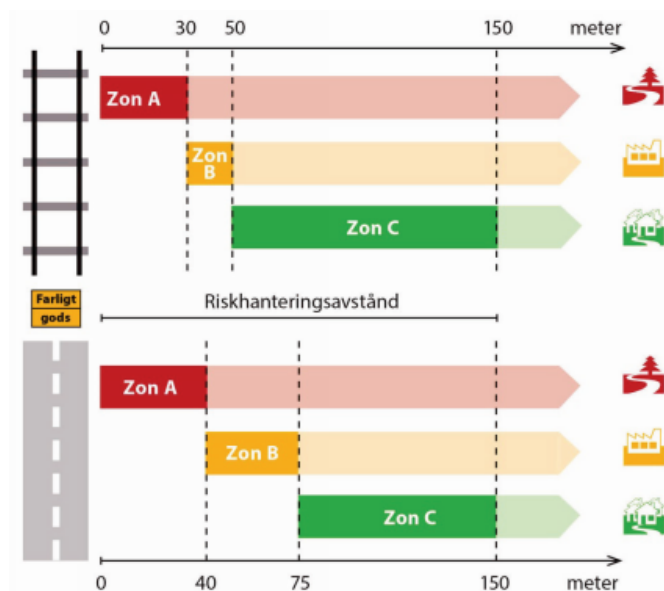 0 30 50 150 meter
Zon A
Zon
B
Zon C
Farligt
gods
Riskhanteringsavstånd
Zon A
Zon B
Zon C
0 40 75 150 meter